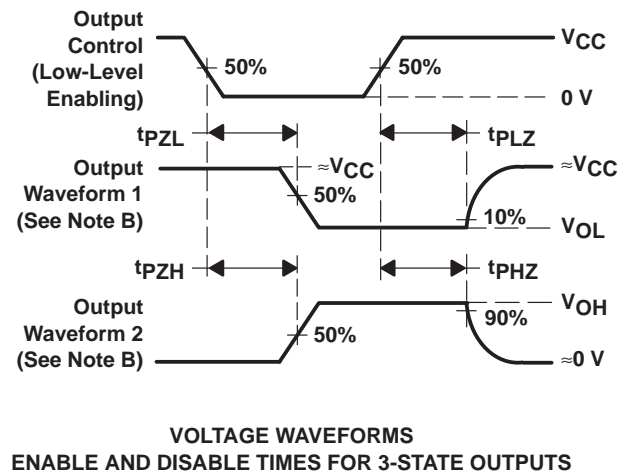 Output
Control
(Low-Level
Enabling)
50%
50%
VCC
0 V
tPZL
tPLZ
Output
Waveform 1
(See Note B)
≈VCC
50%
≈VCC
10%
VOL
tPZH
tPHZ
Output
Waveform 2
(See Note B)
50%
VOH
90%
≈0 V
VOLTAGE WAVEFORMS
ENABLE AND DISABLE TIMES FOR 3-STATE OUTPUTS